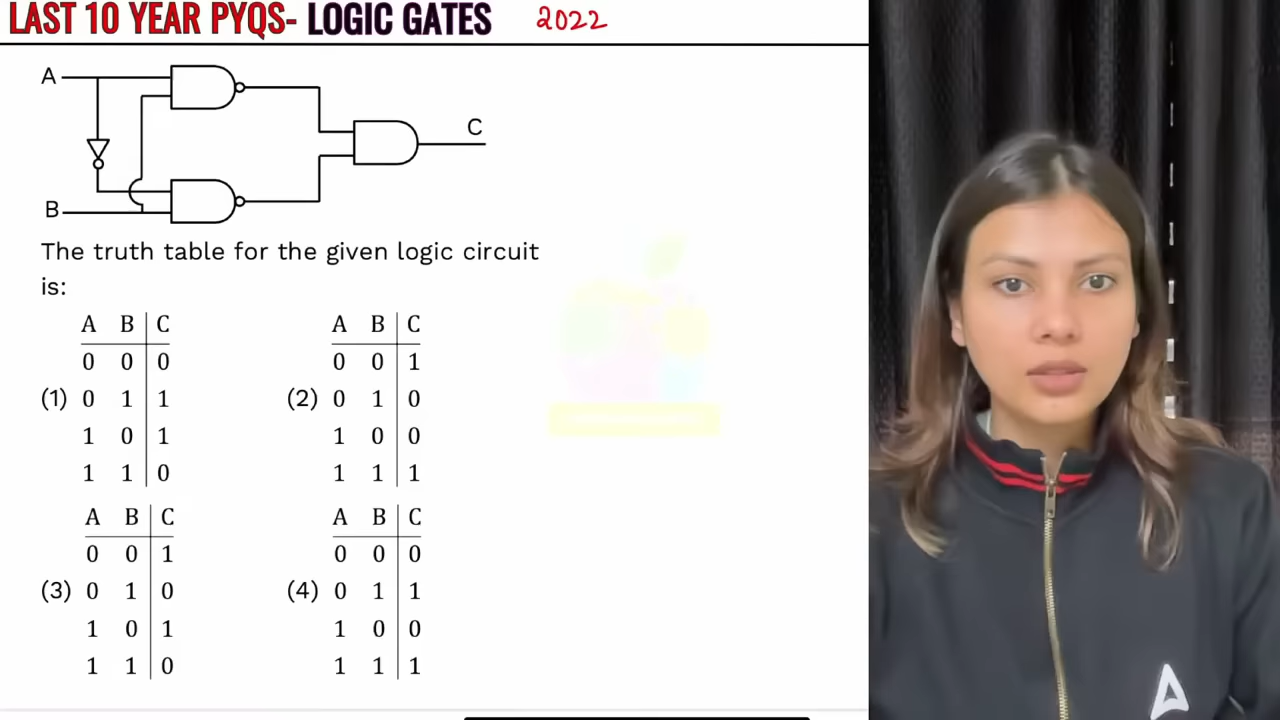 LAST 10 YEAR PYQS- LOGIC GATES 2022
A
C
B
The truth table for the given logic circuit
is:
A B C
0 0 0
(1) 0 1 1
1 0 1
1 1 0
A B C
0 0 1
(2) 0 1 0
1 0 0
1 1 1
A B C
0 0 1
(3) 0 1 0
1 0 1
1 1 0
A B C
0 0 0
(4) 0 1 1
1 0 0
1 1 1